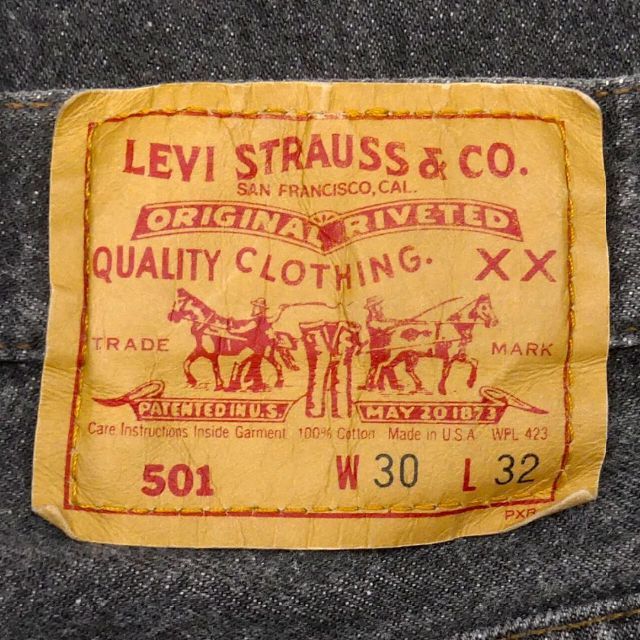 LEVI STRAUSS & CO.
SAN FRANCISCO, CAL.
ORIGINAL RIVETED
QUALITY CLOTHING. XX
TRADE MARK
PATENTED IN U.S. MAY 20 1873
Care Instructions Inside Garment 100% Cotton Made in U.S.A. WPL 423
501 W 30 L 32